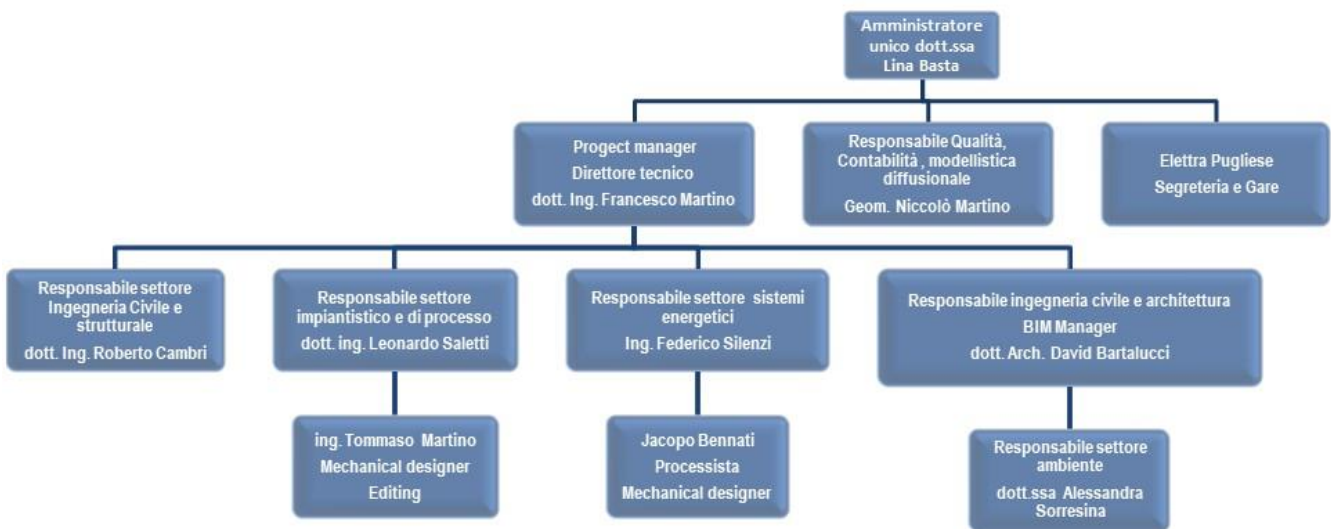 Amministratore
unico dott.ssa
Lina Basta
Progect manager
Direttore tecnico
dott. Ing. Francesco Martino
Responsabile Qualità,
Contabilità , modellistica
diffusionale
Geom. Niccolò Martino
Elettra Pugliese
Segreteria e Gare
Responsabile settore
Ingegneria Civile e
strutturale
dott. Ing. Roberto Cambri
Responsabile settore
impiantistico e di processo
dott. ing. Leonardo Saletti
Responsabile settore sistemi
energetici
Ing. Federico Silenzi
Responsabile ingegneria civile e architettura
BIM Manager
dott. Arch. David Bartalucci
ing. Tommaso Martino
Mechanical designer
Editing
Jacopo Bennati
Processista
Mechanical designer
Responsabile settore
ambiente
dott.ssa Alessandra
Sorresina